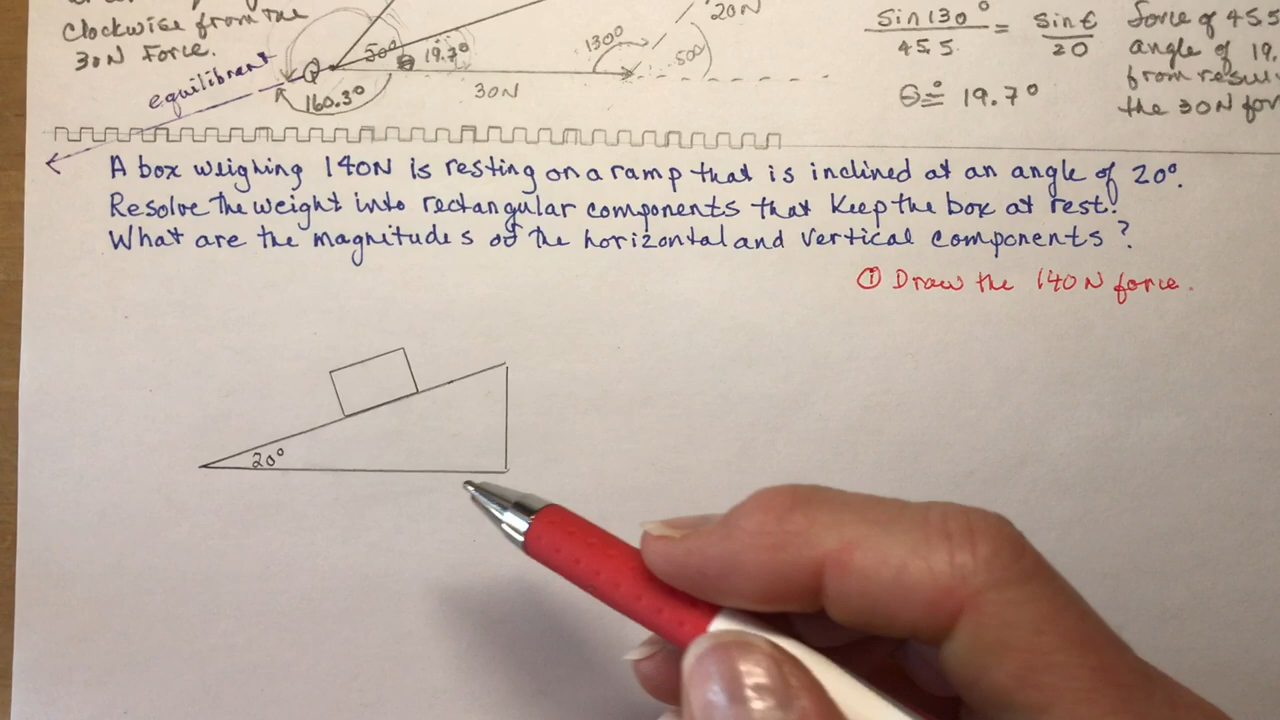 Clockwise from the
30N Force.
equilibrant
50°
19.7°
160.3°
30N
130°
20N
50°
Sin 130° = Sin
45.5 20
θ ≐ 19.7°
force of 455
angle of 19.
from
the 30N for
A box weighing 140N is resting on a ramp that is inclined at an angle of 20°.
Resolve the weight into rectangular components that keep the box at rest.
What are the magnitudes of the horizontal and vertical components?
① Draw the 140N force.
20°